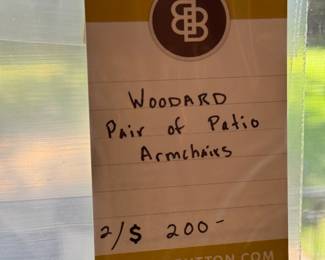 WOODARD
Pair of Patio
Armchairs
2/$ 200-